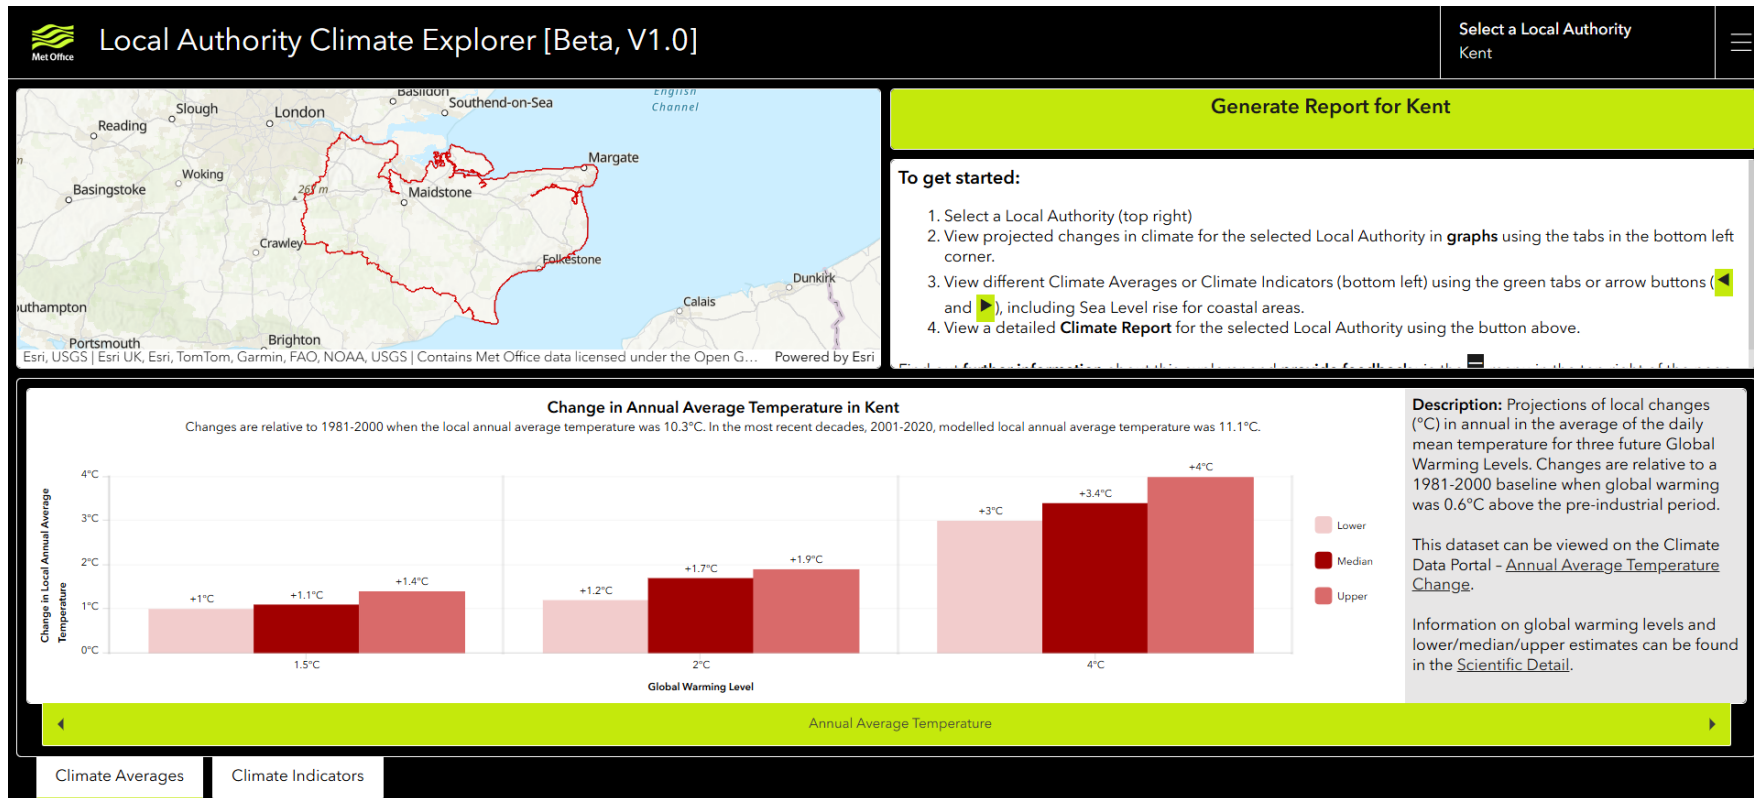 Met Office
Local Authority Climate Explorer [Beta, V1.0]
Select a Local Authority
Kent
Basildon
Southend-on-Sea
English
Channel
Slough
London
Reading
Margate
Woking
Basingstoke
m
265 m
Maidstone
Crawley
Folkestone
Dunkirk
Calais
outhampton
Portsmouth
Brighton
Esri, USGS | Esri UK, Esri, TomTom, Garmin, FAO, NOAA, USGS | Contains Met Office data licensed under the Open G...
Powered by Esri
Generate Report for Kent
To get started:
1. Select a Local Authority (top right)
2. View projected changes in climate for the selected Local Authority in graphs using the tabs in the bottom left
corner.
3. View different Climate Averages or Climate Indicators (bottom left) using the green tabs or arrow buttons (◄
and ►), including Sea Level rise for coastal areas.
4. View a detailed Climate Report for the selected Local Authority using the button above.
Change in Annual Average Temperature in Kent
Changes are relative to 1981-2000 when the local annual average temperature was 10.3°C. In the most recent decades, 2001-2020, modelled local annual average temperature was 11.1°C.
Change in Local Annual Average
Temperature
4°C
3°C
2°C
1°C
0°C
+1°C
+1.1°C
+1.4°C
+1.2°C
+1.7°C
+1.9°C
+3°C
+3.4°C
+4°C
1.5°C
2°C
4°C
Global Warming Level
Lower
Median
Upper
Description: Projections of local changes
(°C) in annual in the average of the daily
mean temperature for three future Global
Warming Levels. Changes are relative to a
1981-2000 baseline when global warming
was 0.6°C above the pre-industrial period.
This dataset can be viewed on the Climate
Data Portal – Annual Average Temperature
Change.
Information on global warming levels and
lower/median/upper estimates can be found
in the Scientific Detail.
Annual Average Temperature
Climate Averages
Climate Indicators